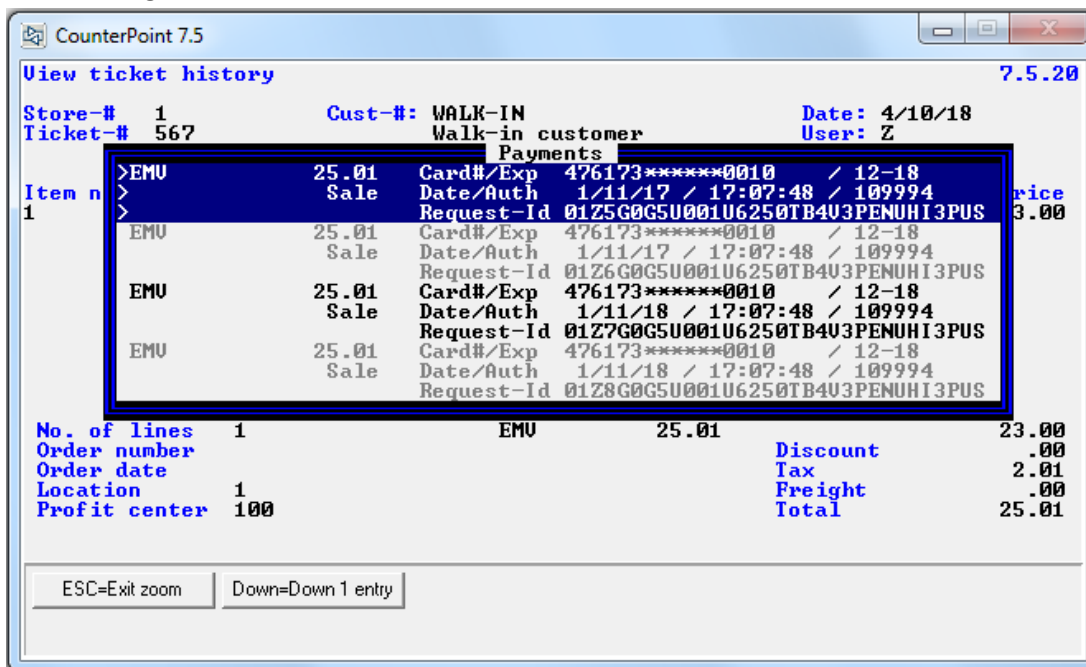 CounterPoint 7.5
View ticket history 7.5.20
Store-# 1 Cust-#: WALK-IN Date: 4/10/18
Ticket-# 567 Walk-in customer User: Z
Payments
>EMV 25.01 Card#/Exp 476173******0010 / 12-18
Item n > Sale Date/Auth 1/11/17 / 17:07:48 / 109994 rice
1 > Request-Id 01Z5G0G5U001U6250TB4V3PENUHI3PUS 3.00
EMV 25.01 Card#/Exp 476173******0010 / 12-18
Sale Date/Auth 1/11/17 / 17:07:48 / 109994
Request-Id 01Z6G0G5U001U6250TB4V3PENUHI3PUS
EMV 25.01 Card#/Exp 476173******0010 / 12-18
Sale Date/Auth 1/11/18 / 17:07:48 / 109994
Request-Id 01Z7G0G5U001U6250TB4V3PENUHI3PUS
EMV 25.01 Card#/Exp 476173******0010 / 12-18
Sale Date/Auth 1/11/18 / 17:07:48 / 109994
Request-Id 01Z8G0G5U001U6250TB4V3PENUHI3PUS
No. of lines 1 EMV 25.01 23.00
Order number Discount .00
Order date Tax 2.01
Location 1 Freight .00
Profit center 100 Total 25.01
ESC=Exit zoom Down=Down 1 entry